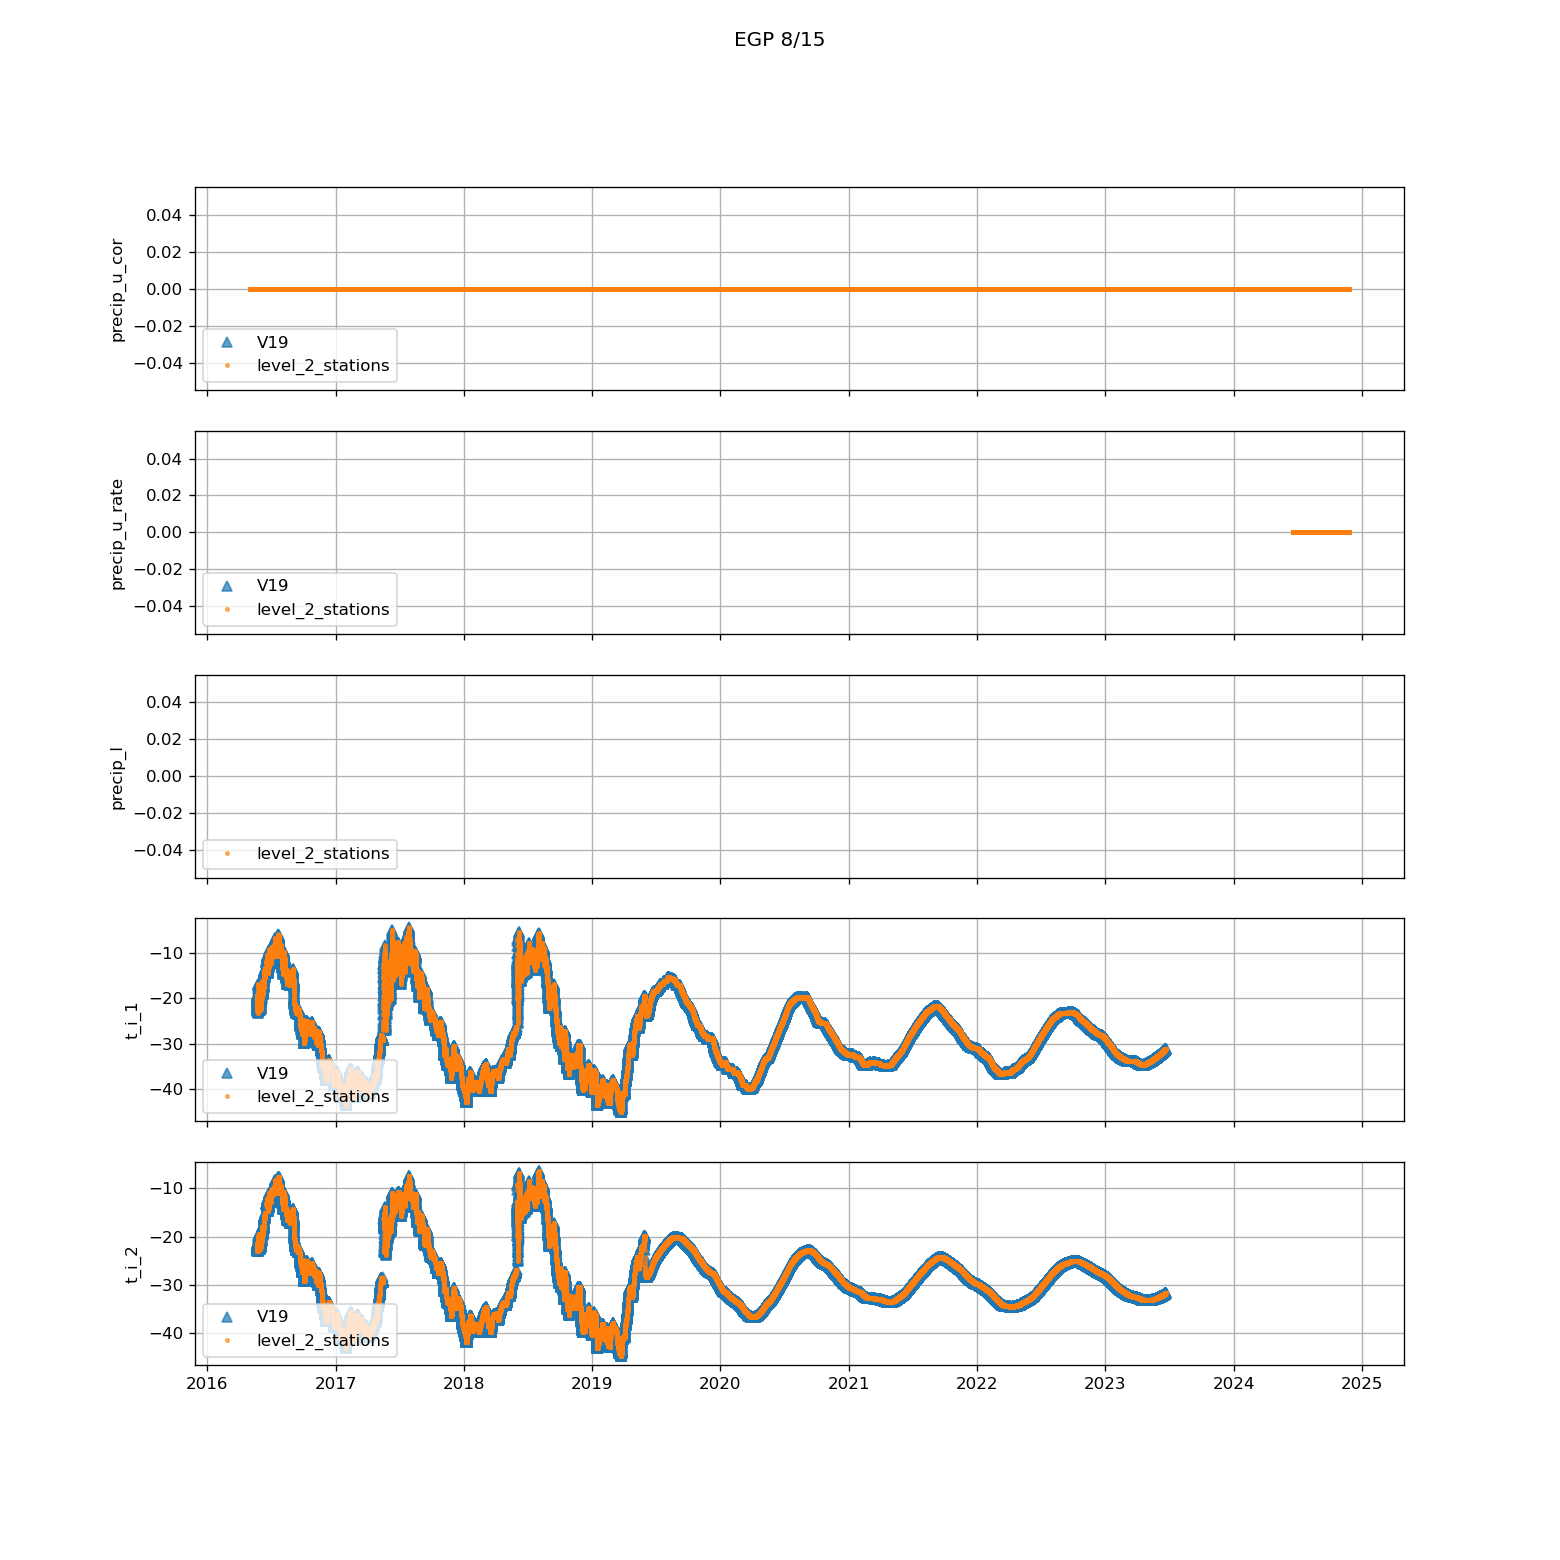 EGP 8/15
precip_u_cor
0.04
0.02
0.00
−0.02
−0.04
V19
level_2_stations
precip_u_rate
0.04
0.02
0.00
−0.02
−0.04
V19
level_2_stations
precip_l
0.04
0.02
0.00
−0.02
−0.04
level_2_stations
t_i_1
−10
−20
−30
−40
V19
level_2_stations
t_i_2
−10
−20
−30
−40
V19
level_2_stations
2016 2017 2018 2019 2020 2021 2022 2023 2024 2025